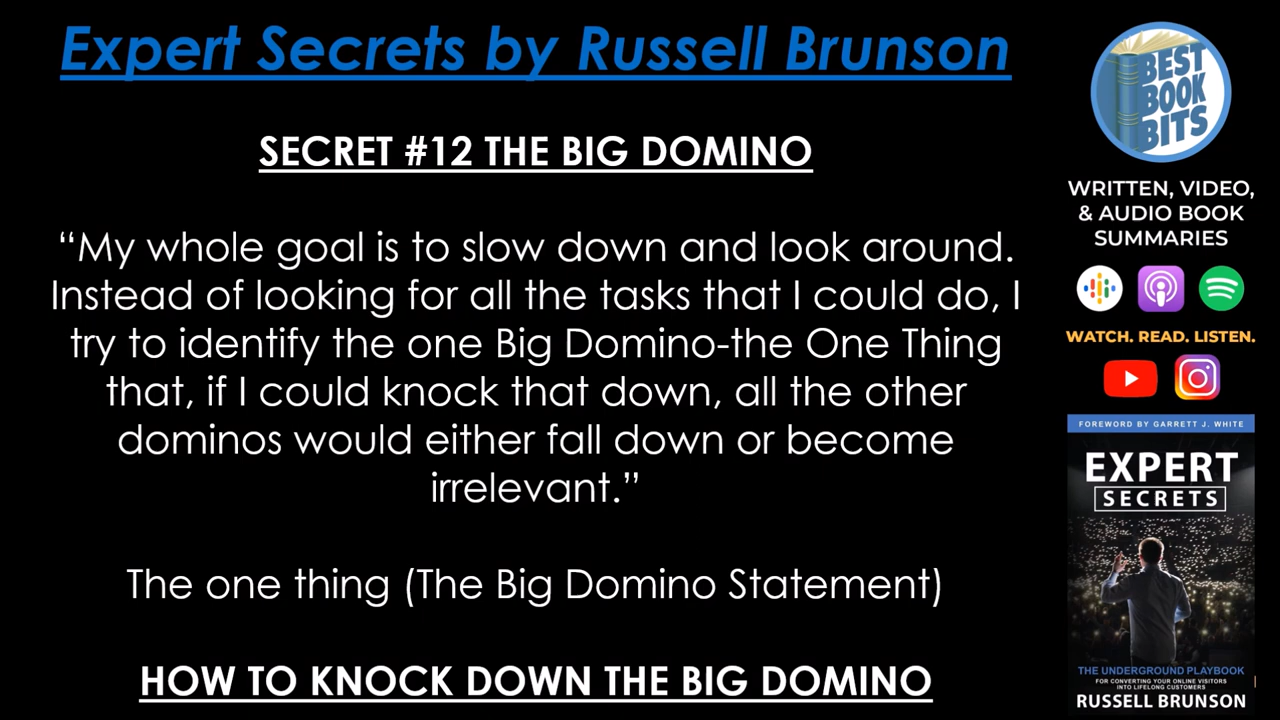 Expert Secrets by Russell Brunson
SECRET #12 THE BIG DOMINO
“My whole goal is to slow down and look around.
Instead of looking for all the tasks that I could do, I
try to identify the one Big Domino-the One Thing
that, if I could knock that down, all the other
dominos would either fall down or become
irrelevant.”
The one thing (The Big Domino Statement)
HOW TO KNOCK DOWN THE BIG DOMINO
BEST
BOOK
BITS
WRITTEN, VIDEO,
& AUDIO BOOK
SUMMARIES
WATCH. READ. LISTEN.
FOREWORD BY GARRETT J. WHITE
EXPERT
SECRETS
THE UNDERGROUND PLAYBOOK
FOR CONVERTING YOUR ONLINE VISITORS
INTO LIFELONG CUSTOMERS
RUSSELL BRUNSON